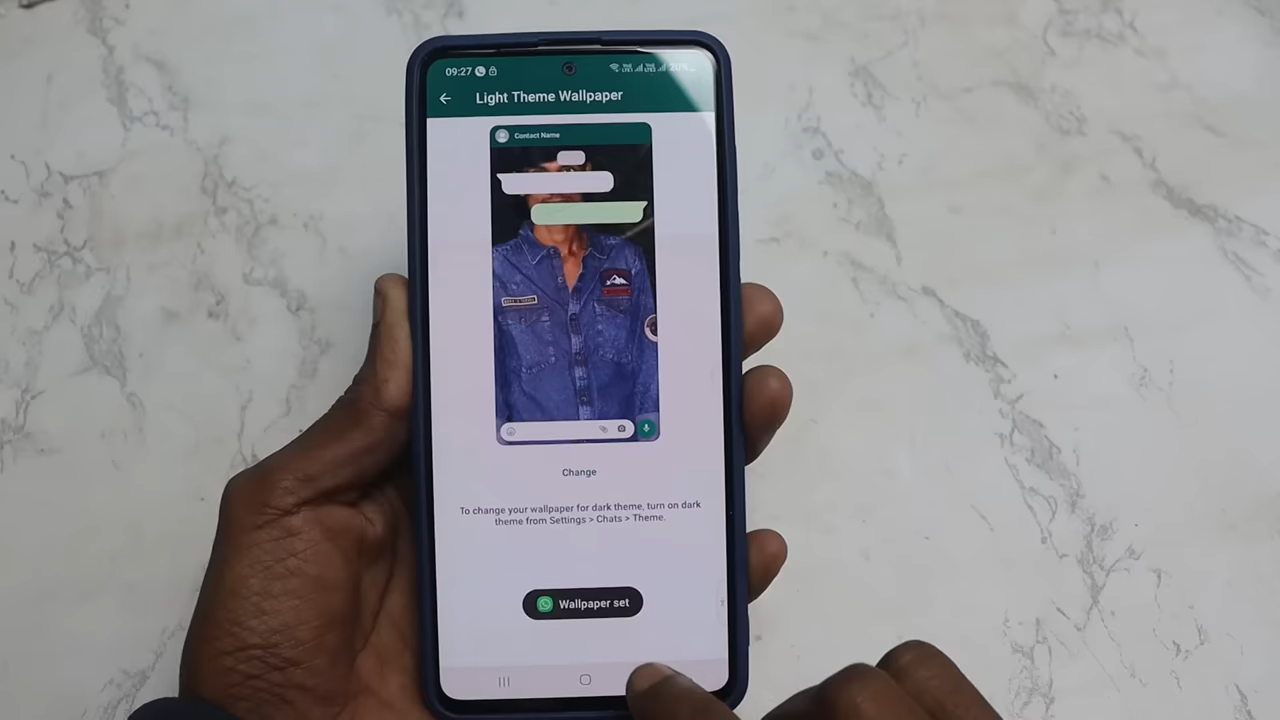 09:27
Light Theme Wallpaper
Contact Name
Change
To change your wallpaper for dark theme, turn on dark
theme from Settings > Chats > Theme.
Wallpaper set